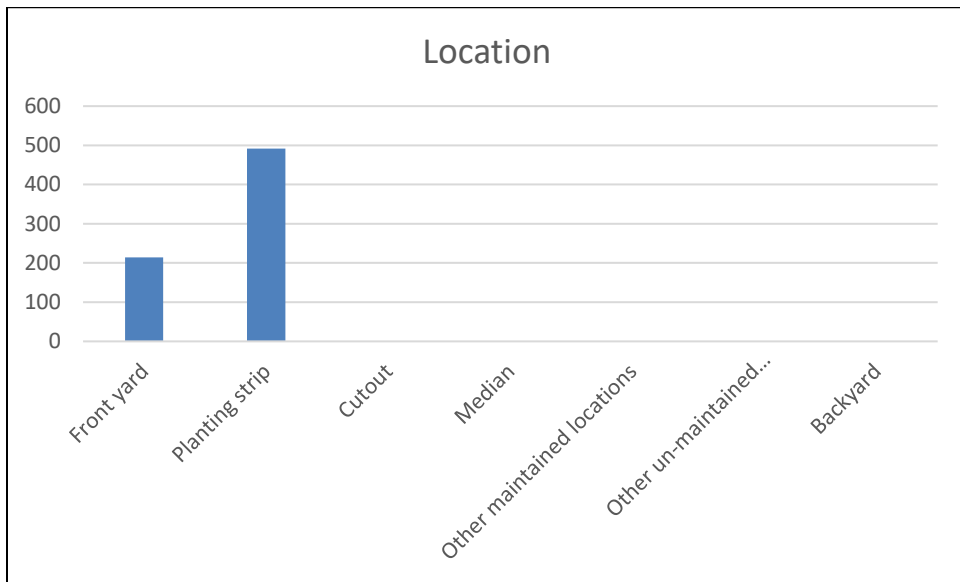 Location
600
500
400
300
200
100
0
Front yard
Planting strip
Cutout
Median
Other maintained locations
Other un-maintained...
Backyard